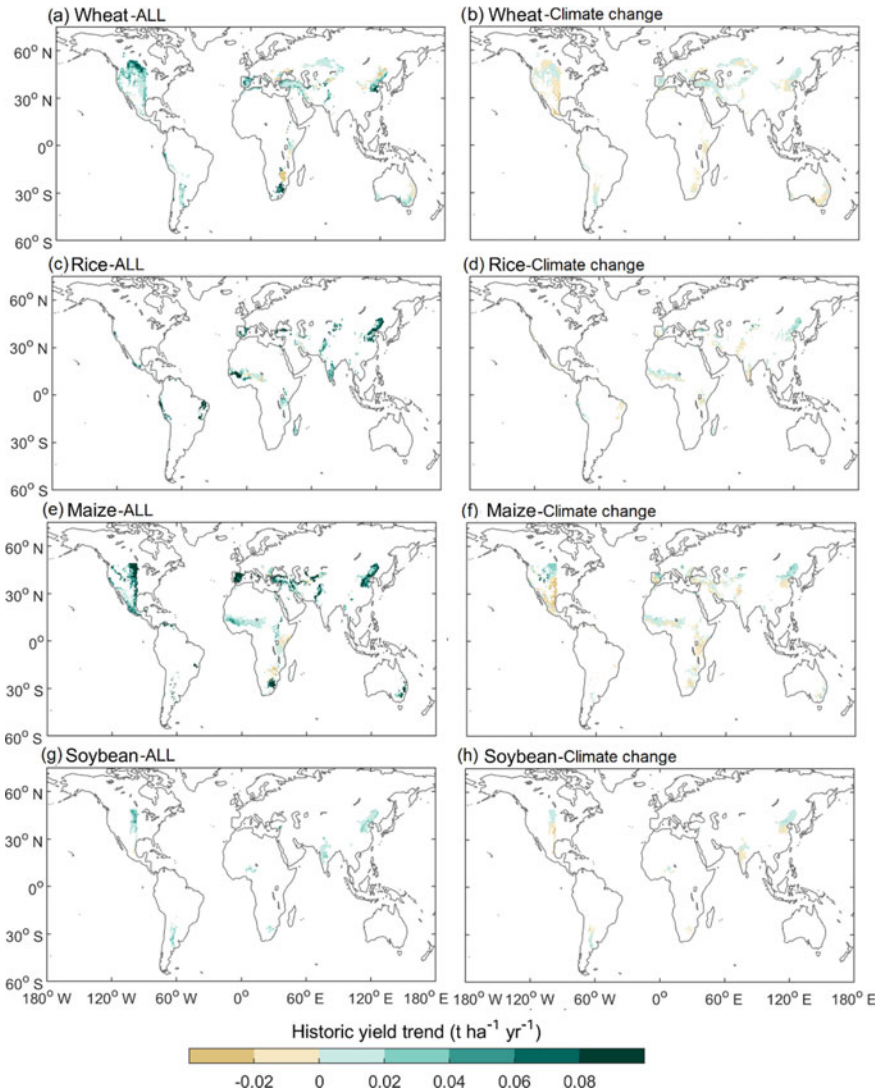 (a) Wheat-ALL
(b) Wheat-Climate change
60° N
30° N
0°
30° S
60° S
(c) Rice-ALL
(d) Rice-Climate change
60° N
30° N
0°
30° S
60° S
(e) Maize-ALL
(f) Maize-Climate change
60° N
30° N
0°
30° S
60° S
(g) Soybean-ALL
(h) Soybean-Climate change
60° N
30° N
0°
30° S
60° S
180° W 120° W 60° W 0° 60° E 120° E 180° W 120° W 60° W 0° 60° E 120° E 180° E
Historic yield trend (t ha⁻¹ yr⁻¹)
-0.02 0 0.02 0.04 0.06 0.08